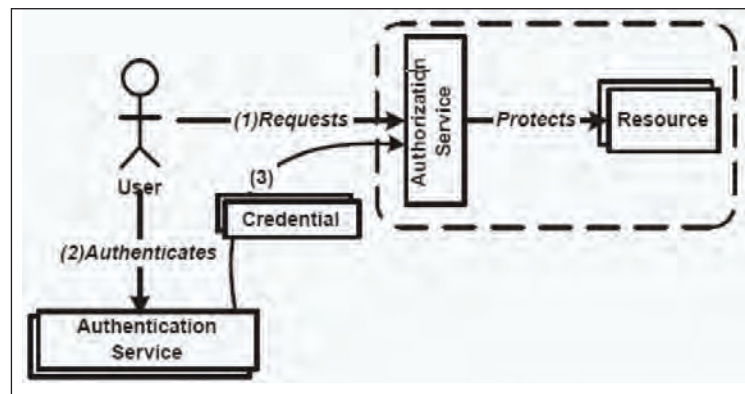 (1)Requests
Authorization
Service
Protects
Resource
User
(3)
Credential
(2)Authenticates
Authentication
Service